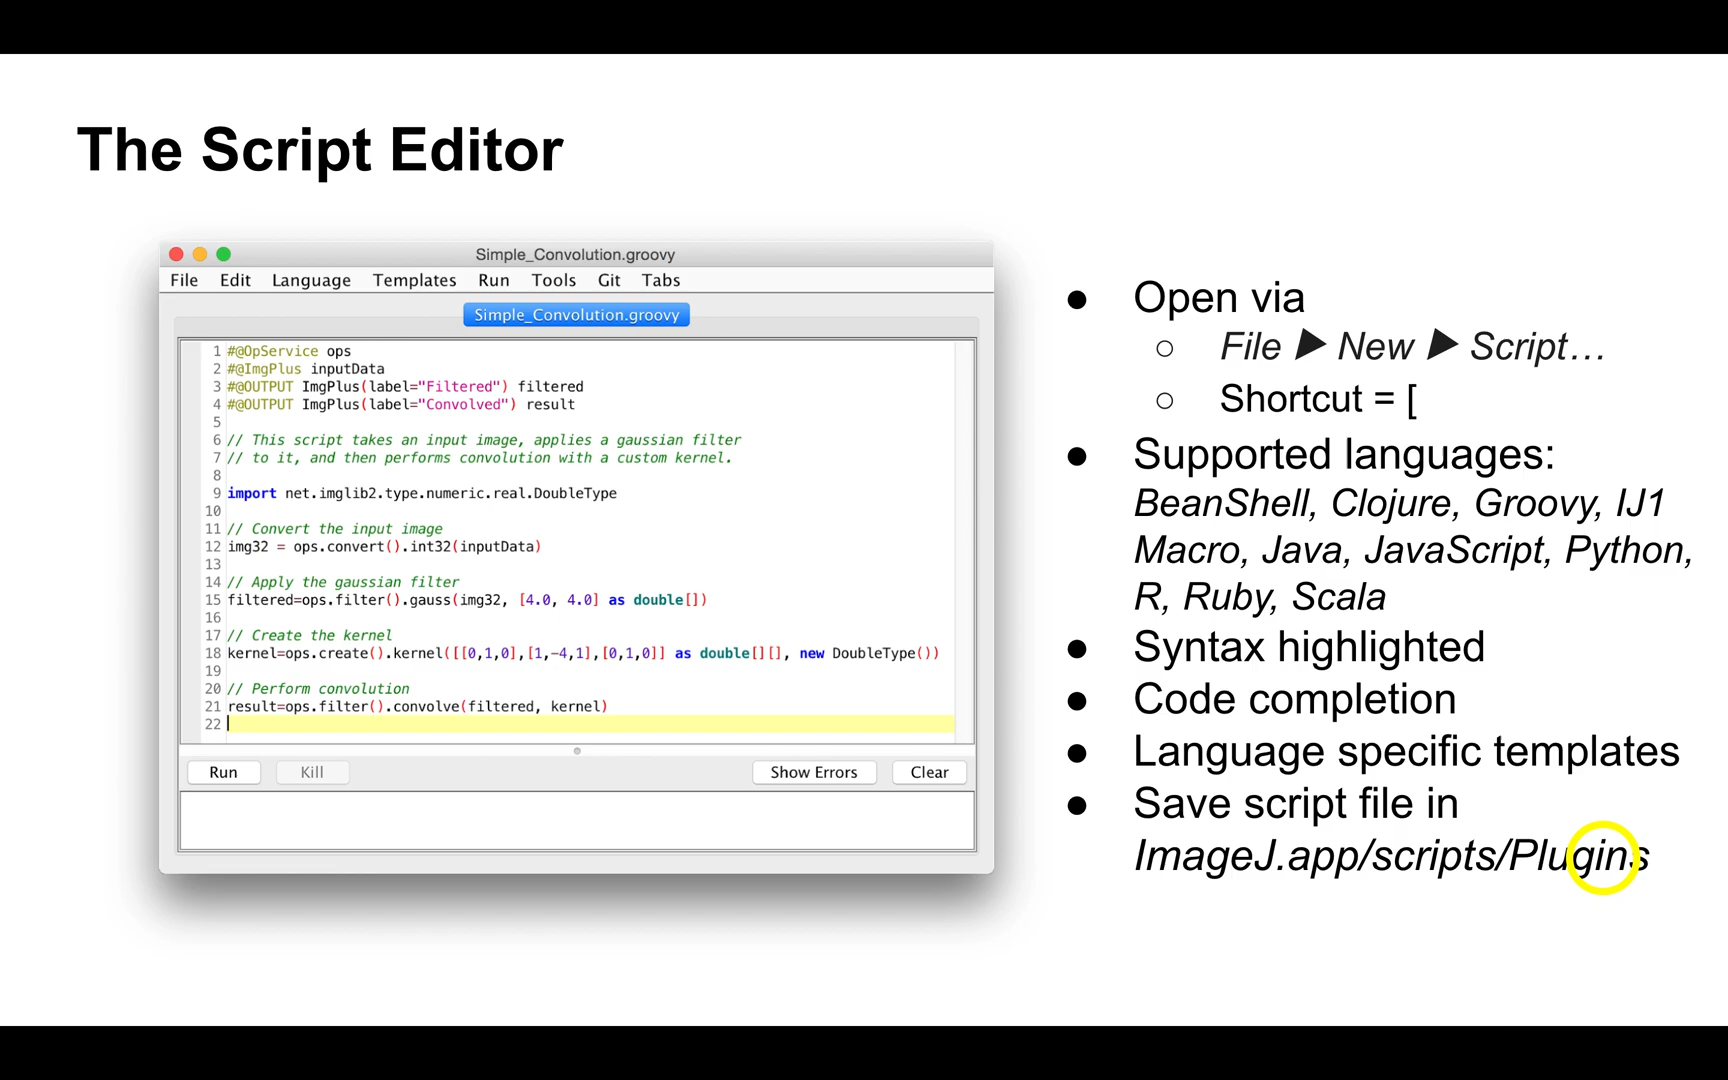 The Script Editor
Simple_Convolution.groovy
File Edit Language Templates Run Tools Git Tabs
Simple_Convolution.groovy
1 #@OpService ops
2 #@ImgPlus inputData
3 #@OUTPUT ImgPlus(label="Filtered") filtered
4 #@OUTPUT ImgPlus(label="Convolved") result
5
6 // This script takes an input image, applies a gaussian filter
7 // to it, and then performs convolution with a custom kernel.
8
9 import net.imglib2.type.numeric.real.DoubleType
10
11 // Convert the input image
12 img32 = ops.convert().int32(inputData)
13
14 // Apply the gaussian filter
15 filtered=ops.filter().gauss(img32, [4.0, 4.0] as double[])
16
17 // Create the kernel
18 kernel=ops.create().kernel([[0,1,0],[1,-4,1],[0,1,0]] as double[][], new DoubleType())
19
20 // Perform convolution
21 result=ops.filter().convolve(filtered, kernel)
22
Run Kill Show Errors Clear
● Open via
○ File ▶ New ▶ Script…
○ Shortcut = [
● Supported languages:
BeanShell, Clojure, Groovy, IJ1
Macro, Java, JavaScript, Python,
R, Ruby, Scala
● Syntax highlighted
● Code completion
● Language specific templates
● Save script file in
ImageJ.app/scripts/Plugins